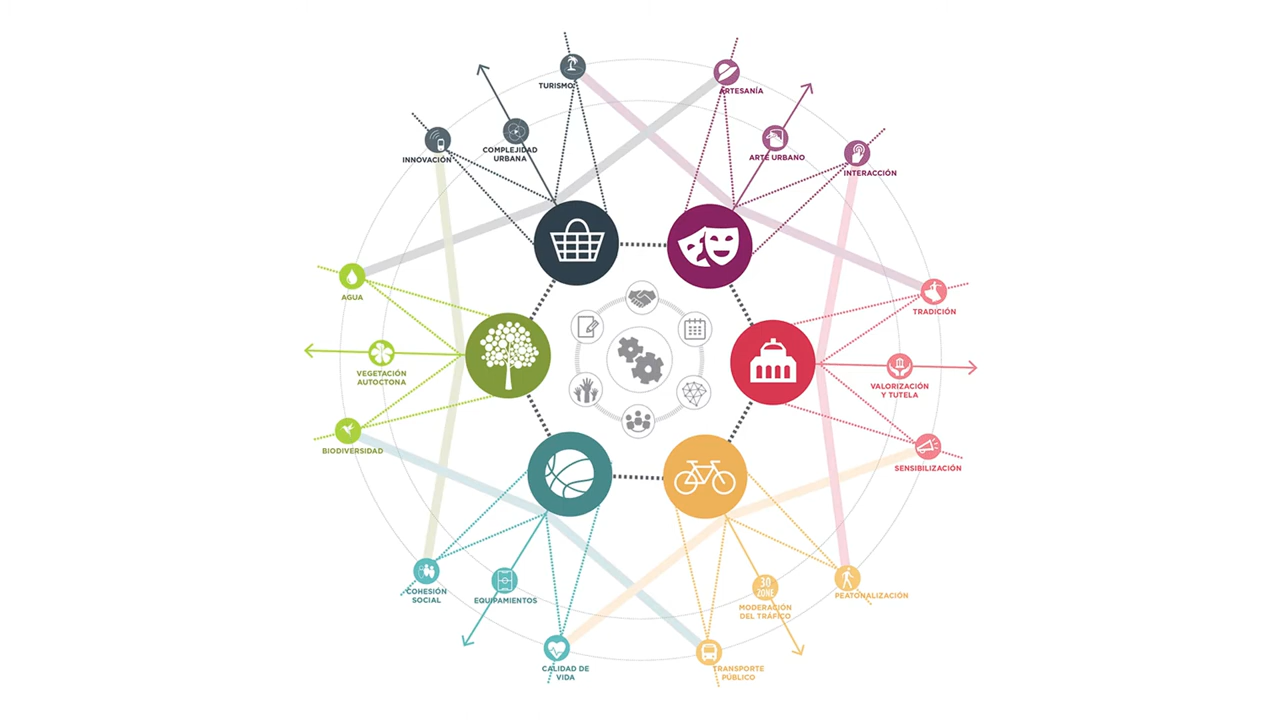 TURISMO
ARTESANÍA
COMPLEJIDAD
URBANA
INNOVACIÓN
ARTE URBANO
INTERACCIÓN
AGUA
TRADICIÓN
VEGETACIÓN
AUTOCTONA
VALORIZACIÓN
Y TUTELA
BIODIVERSIDAD
SENSIBILIZACIÓN
COHESIÓN
SOCIAL
EQUIPAMIENTOS
30
ZONE
MODERACIÓN
DEL TRÁFICO
PEATONALIZACIÓN
CALIDAD DE
VIDA
TRANSPORTE
PÚBLICO